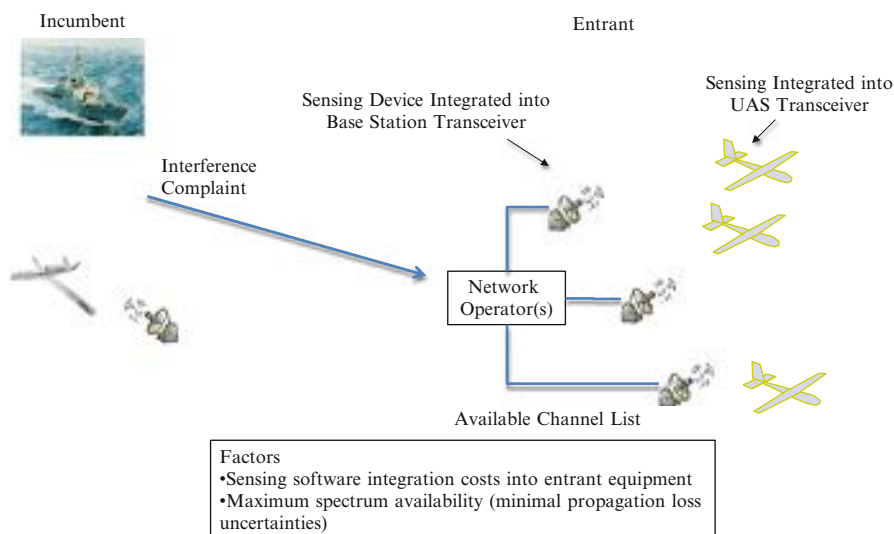 Incumbent
Entrant
Sensing Device Integrated into
Base Station Transceiver
Sensing Integrated into
UAS Transceiver
Interference
Complaint
Network
Operator(s)
Available Channel List
Factors
•Sensing software integration costs into entrant equipment
•Maximum spectrum availability (minimal propagation loss
uncertainties)